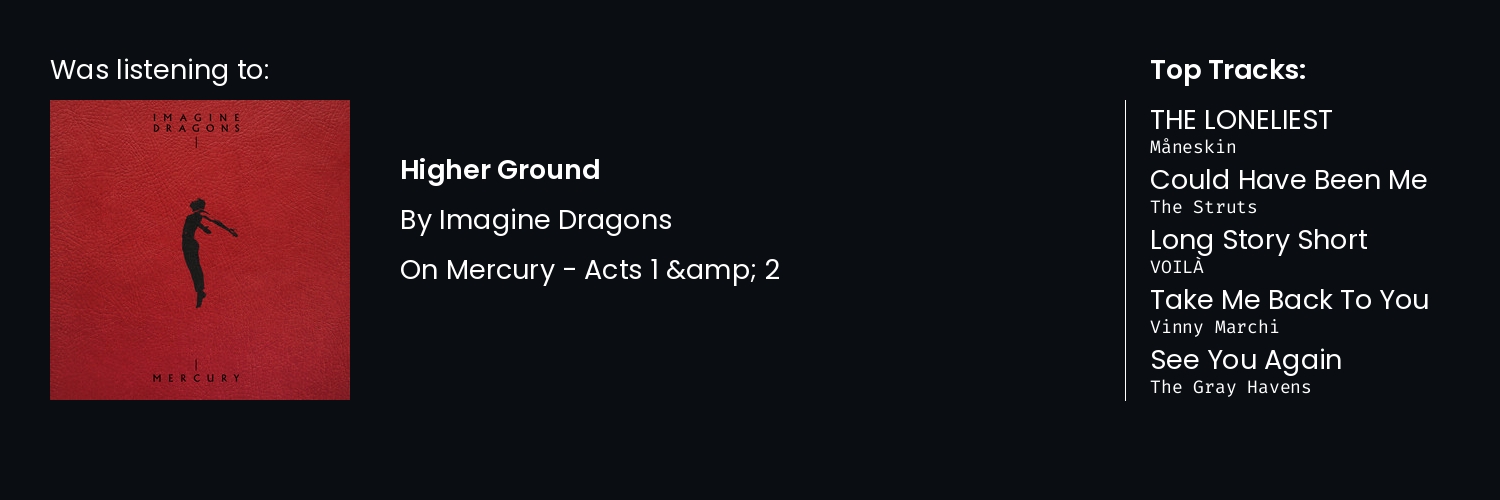 Was listening to:
IMAGINE
DRAGONS
MERCURY
Higher Ground
By Imagine Dragons
On Mercury - Acts 1 &amp; 2
Top Tracks:
THE LONELIEST
Måneskin
Could Have Been Me
The Struts
Long Story Short
VOILÀ
Take Me Back To You
Vinny Marchi
See You Again
The Gray Havens